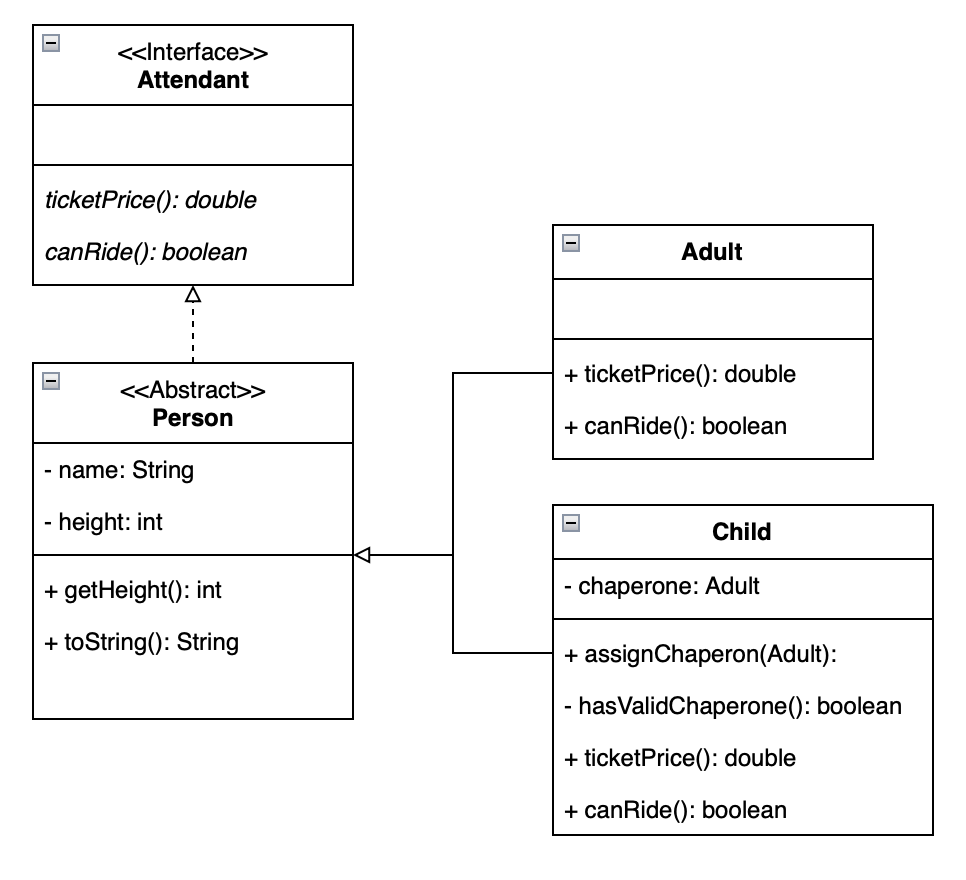 <<Interface>>
Attendant
ticketPrice(): double
canRide(): boolean
<<Abstract>>
Person
- name: String
- height: int
+ getHeight(): int
+ toString(): String
Adult
+ ticketPrice(): double
+ canRide(): boolean
Child
- chaperone: Adult
+ assignChaperon(Adult):
- hasValidChaperone(): boolean
+ ticketPrice(): double
+ canRide(): boolean